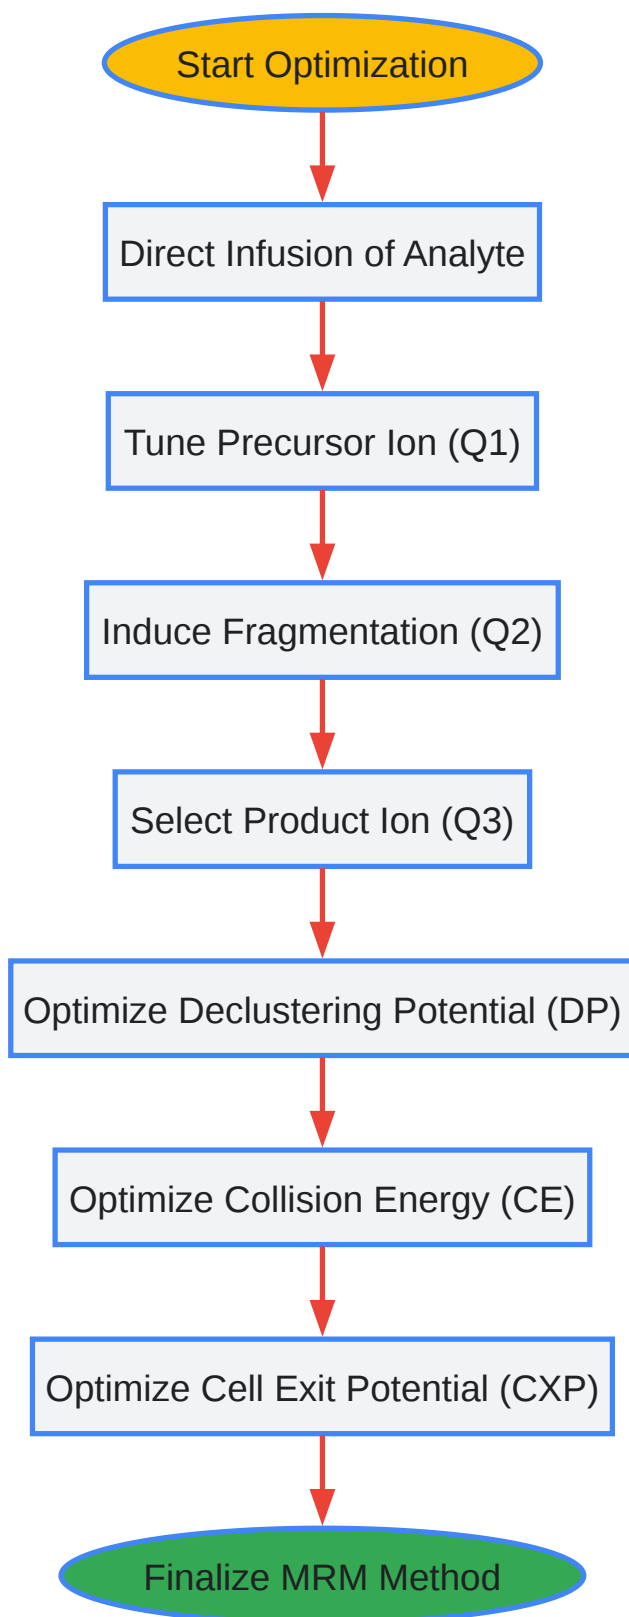 Start Optimization
Direct Infusion of Analyte
Tune Precursor Ion (Q1)
Induce Fragmentation (Q2)
Select Product Ion (Q3)
Optimize Declustering Potential (DP)
Optimize Collision Energy (CE)
Optimize Cell Exit Potential (CXP)
Finalize MRM Method